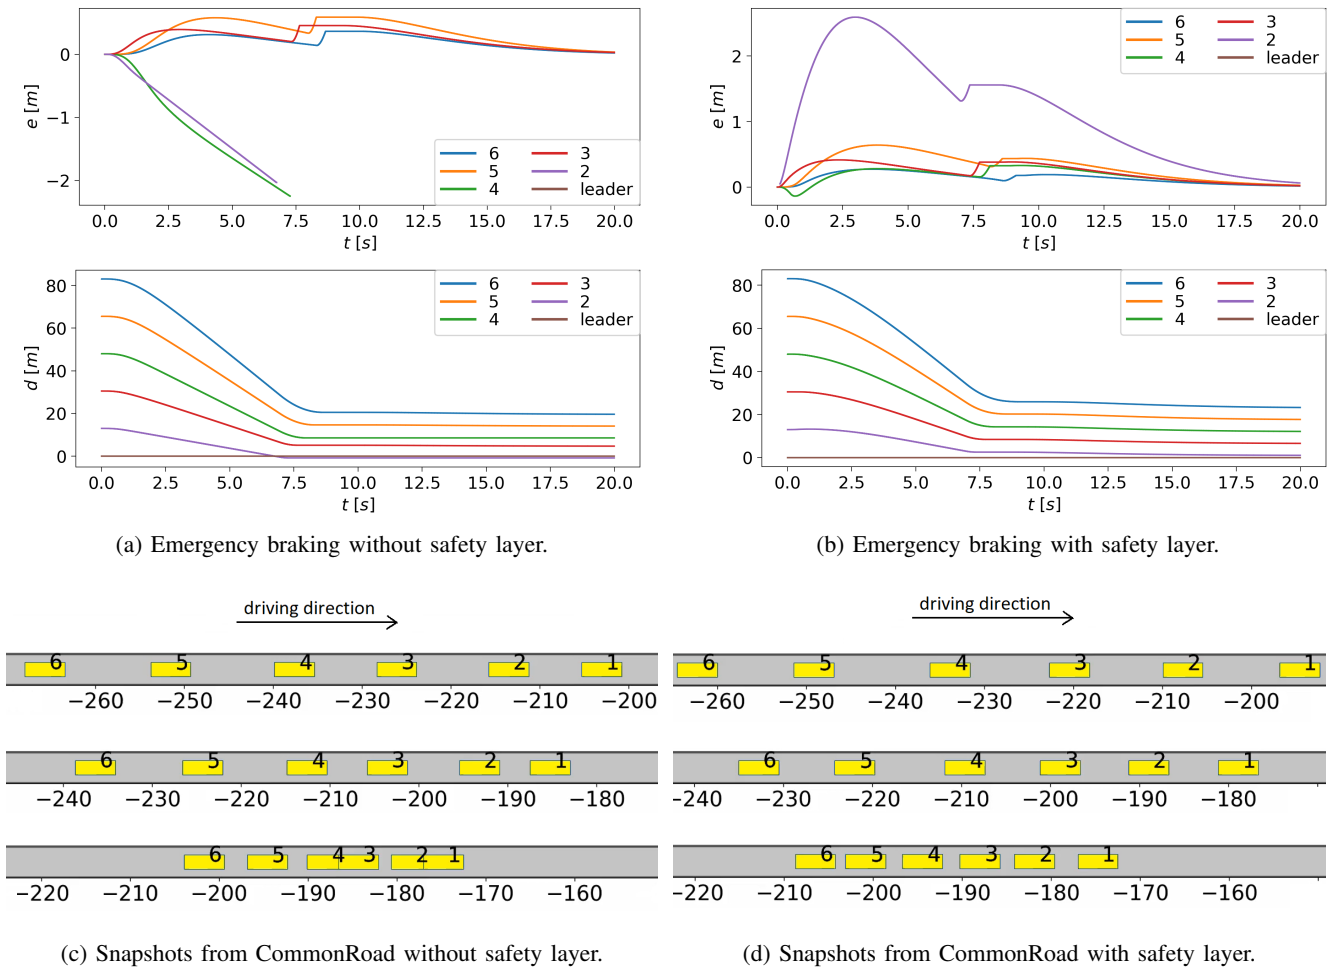 0
−1
−2
e [m]
0.0 2.5 5.0 7.5 10.0 12.5 15.0 17.5 20.0
t [s]
6 3
5 2
4 leader
2
1
0
e [m]
0.0 2.5 5.0 7.5 10.0 12.5 15.0 17.5 20.0
t [s]
6 3
5 2
4 leader
80
60
40
20
0
d [m]
0.0 2.5 5.0 7.5 10.0 12.5 15.0 17.5 20.0
t [s]
6 3
5 2
4 leader
80
60
40
20
0
d [m]
0.0 2.5 5.0 7.5 10.0 12.5 15.0 17.5 20.0
t [s]
6 3
5 2
4 leader
(a) Emergency braking without safety layer.
(b) Emergency braking with safety layer.
driving direction
6 5 4 3 2 1
−260 −250 −240 −230 −220 −210 −200
6 5 4 3 2 1
−240 −230 −220 −210 −200 −190 −180
6 5 4 3 2 1
−220 −210 −200 −190 −180 −170 −160
driving direction
6 5 4 3 2 1
−260 −250 −240 −230 −220 −210 −200
6 5 4 3 2 1
−240 −230 −220 −210 −200 −190 −180
6 5 4 3 2 1
−220 −210 −200 −190 −180 −170 −160
(c) Snapshots from CommonRoad without safety layer.
(d) Snapshots from CommonRoad with safety layer.